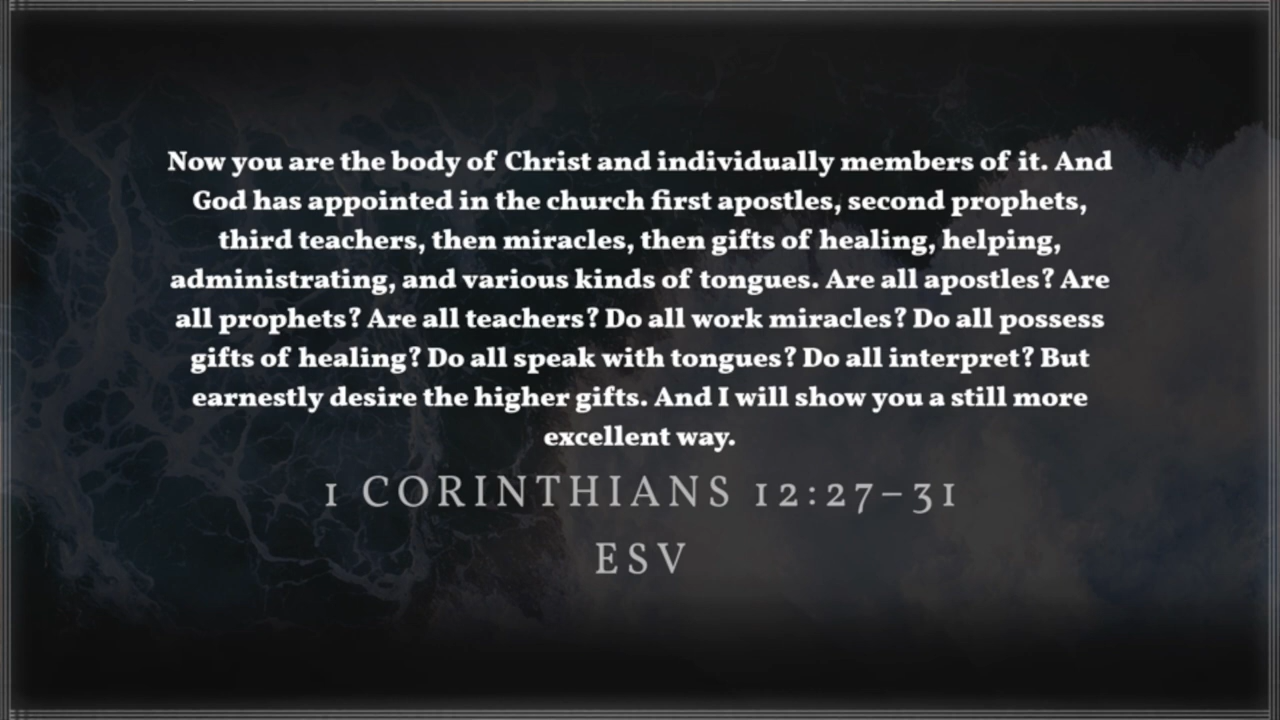 Now you are the body of Christ and individually members of it. And
God has appointed in the church first apostles, second prophets,
third teachers, then miracles, then gifts of healing, helping,
administrating, and various kinds of tongues. Are all apostles? Are
all prophets? Are all teachers? Do all work miracles? Do all possess
gifts of healing? Do all speak with tongues? Do all interpret? But
earnestly desire the higher gifts. And I will show you a still more
excellent way.
1 CORINTHIANS 12:27–31
ESV